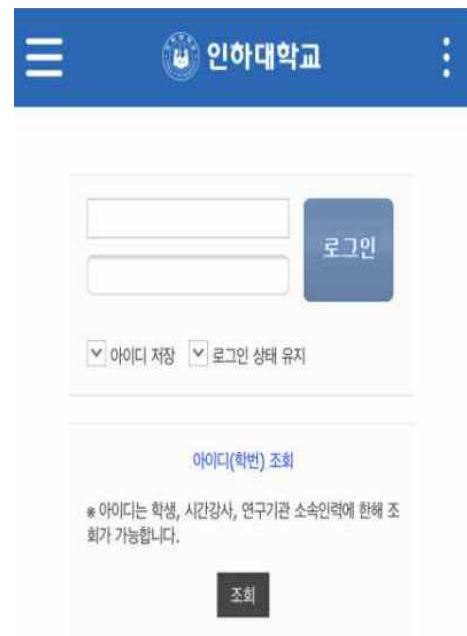 인하대학교
로그인
아이디 저장 로그인 상태 유지
아이디(학번) 조회
※ 아이디는 학생, 시간강사, 연구기관 소속인력에 한해 조
회가 가능합니다.
조회